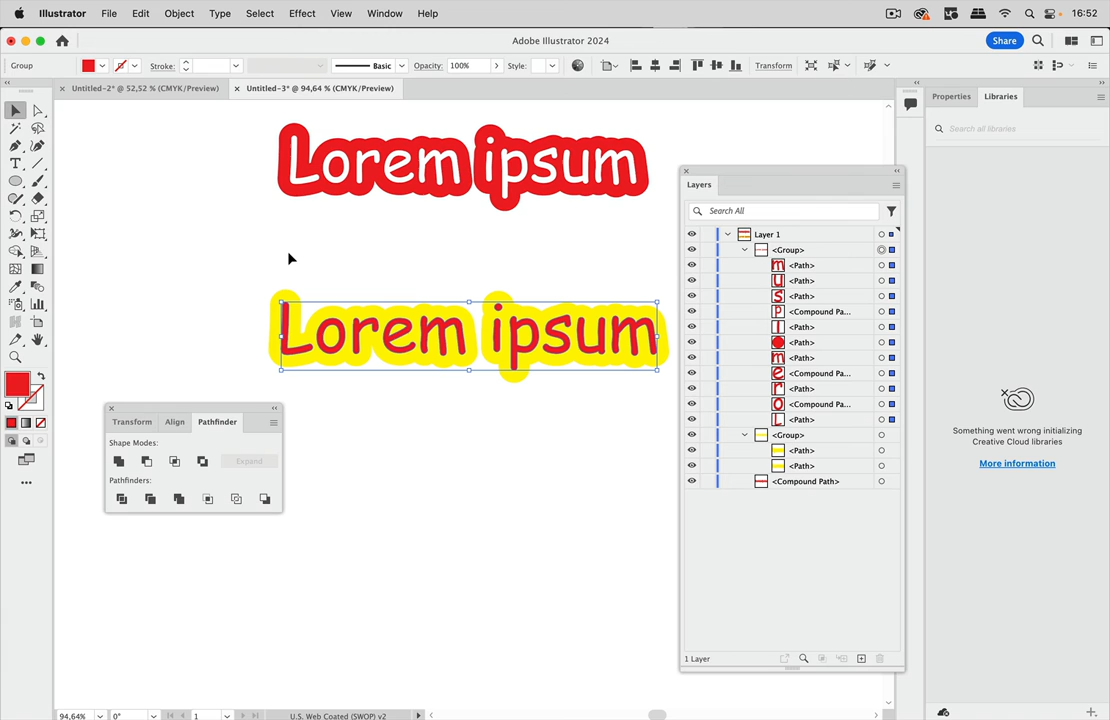 Illustrator File Edit Object Type Select Effect View Window Help 16:52
Adobe Illustrator 2024 Share
Group Stroke: Basic Opacity: 100% Style: Transform
Untitled-2* @ 52,52 % (CMYK/Preview) Untitled-3* @ 94,64 % (CMYK/Preview)
Properties Libraries
Search all libraries
Lorem ipsum
Layers
Search All
Layer 1
<Group>
<Path>
<Path>
<Path>
<Compound Pa...
<Path>
<Path>
<Path>
<Compound Pa...
<Path>
<Compound Pa...
<Path>
<Group>
<Path>
<Path>
<Compound Path>
1 Layer
Lorem ipsum
Transform Align Pathfinder
Shape Modes:
Expand
Pathfinders:
Something went wrong initializing
Creative Cloud libraries
More information
94,64% 0° 1 U.S. Web Coated (SWOP) v2